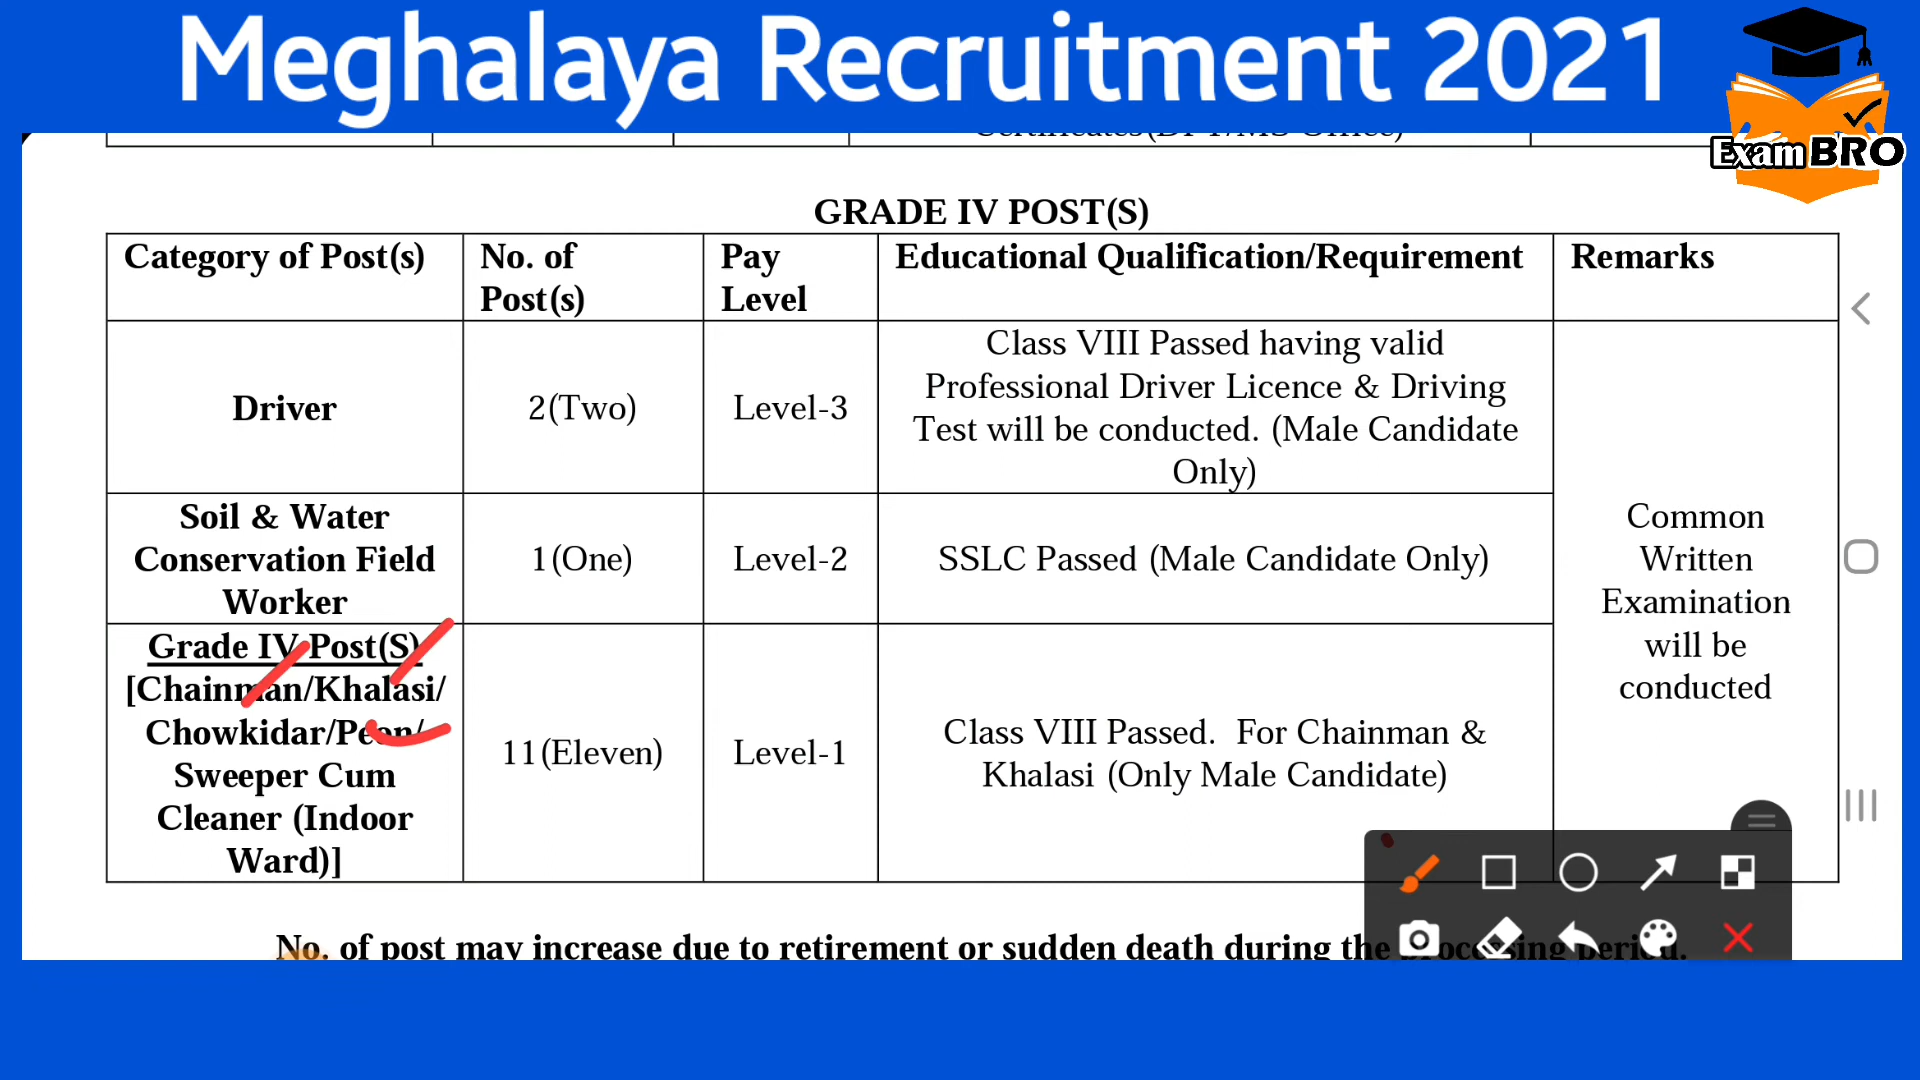 Meghalaya Recruitment 2021
Exam BRO
GRADE IV POST(S)
Category of Post(s)
No. of
Post(s)
Pay
Level
Educational Qualification/Requirement
Remarks
Driver
2(Two)
Level-3
Class VIII Passed having valid
Professional Driver Licence & Driving
Test will be conducted. (Male Candidate
Only)
Soil & Water
Conservation Field
Worker
1(One)
Level-2
SSLC Passed (Male Candidate Only)
Grade IV Post(S)
[Chainman/Khalasi/
Chowkidar/Peon/
Sweeper Cum
Cleaner (Indoor
Ward)]
11(Eleven)
Level-1
Class VIII Passed. For Chainman &
Khalasi (Only Male Candidate)
Common
Written
Examination
will be
conducted
No. of post may increase due to retirement or sudden death during the processing period.